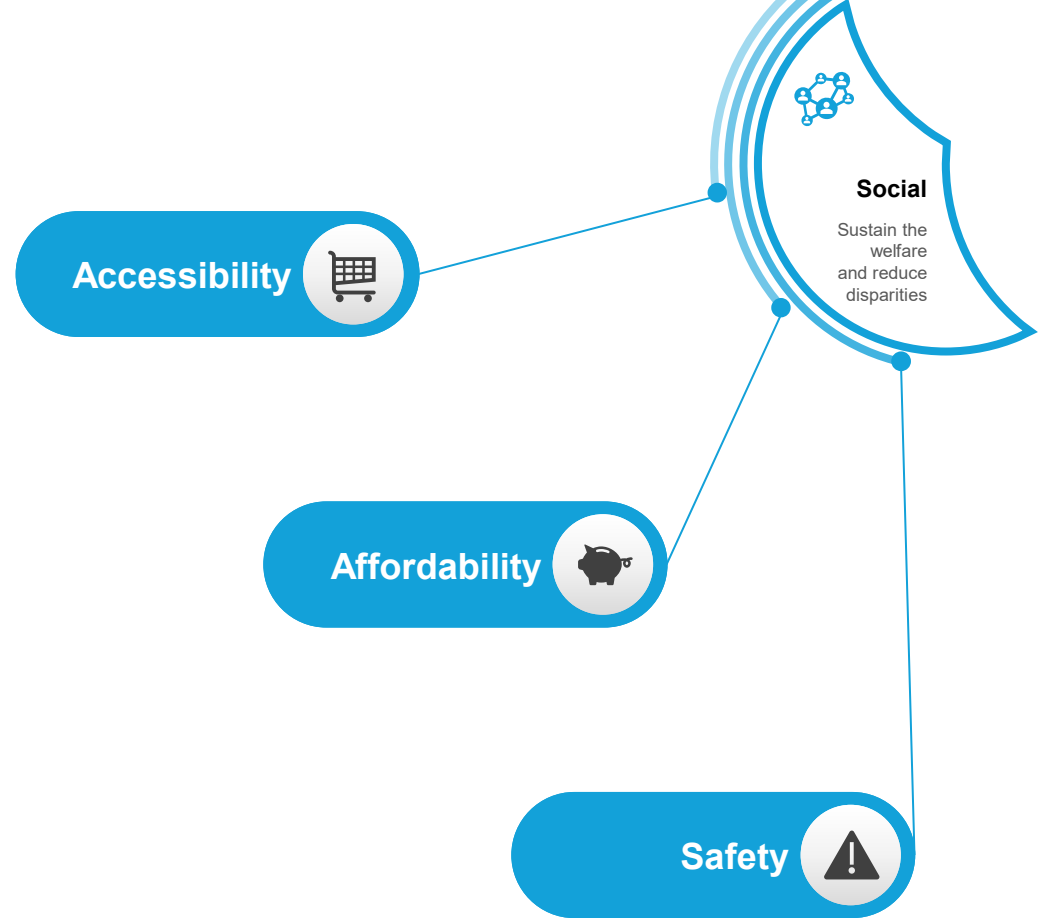 Social
Sustain the
welfare
and reduce
disparities
Accessibility
Affordability
Safety